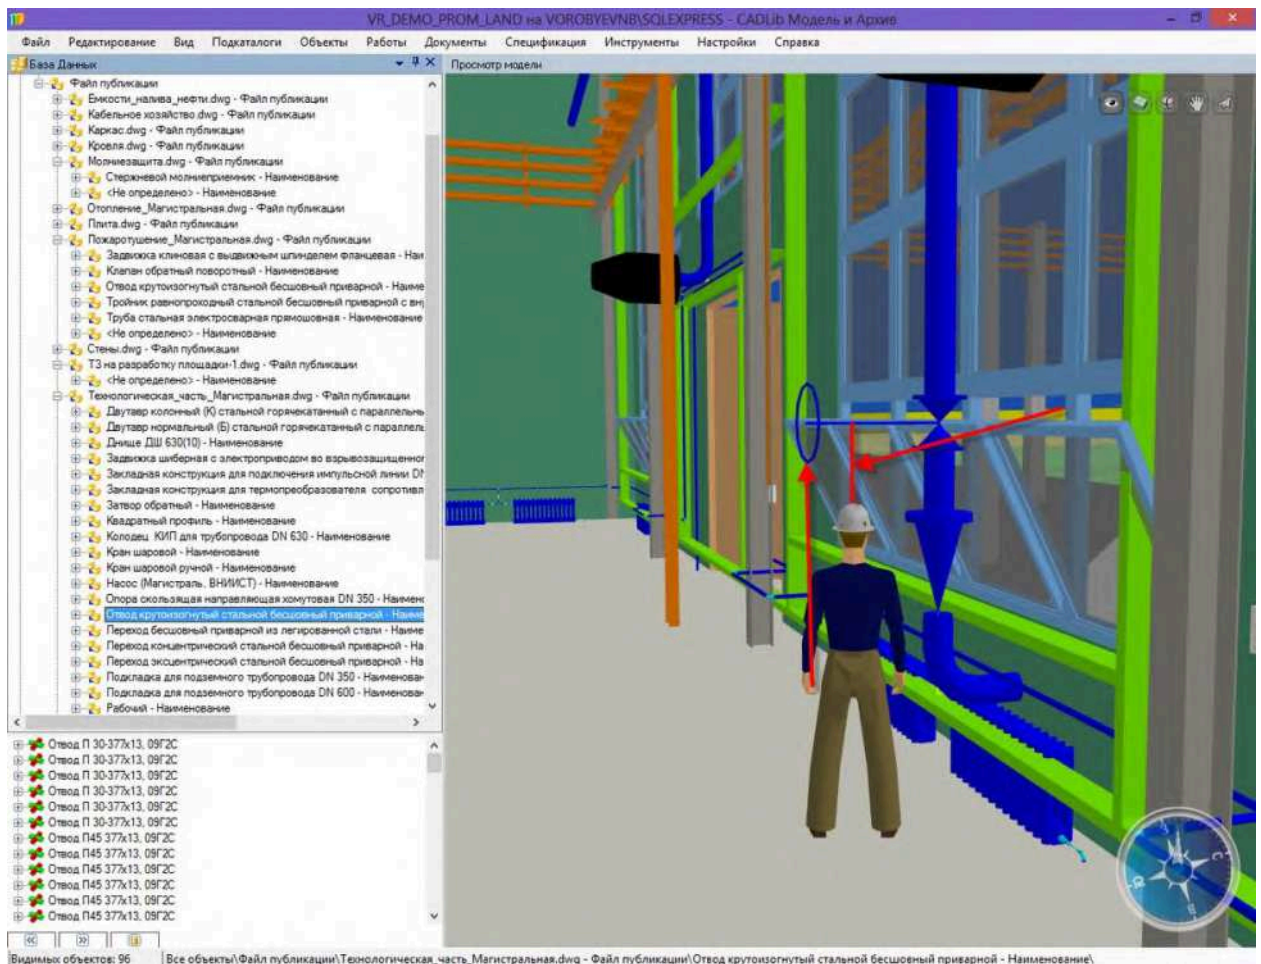 VR_DEMO_PROM_LAND на VOROBYEVNB\SQLEXPRESS - CADLib Модель и Архив
Файл Редактирование Вид Подкаталоги Объекты Работы Документы Спецификация Инструменты Настройки Справка
База Данных
Просмотр модели
Файл публикации
Емкости_налива_нефти.dwg - Файл публикации
Кабельное хозяйство.dwg - Файл публикации
Каркас.dwg - Файл публикации
Кровля.dwg - Файл публикации
Молниезащита.dwg - Файл публикации
Стержневой молниеприемник - Наименование
<Не определено> - Наименование
Отопление_Магистральная.dwg - Файл публикации
Плита.dwg - Файл публикации
Пожаротушение_Магистральная.dwg - Файл публикации
Задвижка клиновая с выдвижным шпинделем фланцевая - Наи
Клапан обратный поворотный - Наименование
Отвод крутоизогнутый стальной бесшовный приварной - Наиме
Тройник равнопроходный стальной бесшовный приварной с вну
Труба стальная электросварная прямошовная - Наименование
<Не определено> - Наименование
Стены.dwg - Файл публикации
ТЗ на разработку площадки-1.dwg - Файл публикации
<Не определено> - Наименование
Технологическая_часть_Магистральная.dwg - Файл публикации
Двутавр колонный (К) стальной горячекатанный с параллельнь
Двутавр нормальный (Б) стальной горячекатанный с параллель
Днище ДШ 630(10) - Наименование
Задвижка шиберная с электроприводом во взрывозащищенног
Закладная конструкция для подключения импульсной линии DN
Закладная конструкция для термопреобразователя сопротивл
Затвор обратный - Наименование
Квадратный профиль - Наименование
Колодец КИП для трубопровода DN 630 - Наименование
Кран шаровой - Наименование
Кран шаровой ручной - Наименование
Насос (Магистраль, ВНИИСТ) - Наименование
Опора скользящая направляющая хомутовая DN 350 - Наимено
Отвод крутоизогнутый стальной бесшовный приварной - Наиме
Переход бесшовный приварной из легированной стали - Наиме
Переход концентрический стальной бесшовный приварной - На
Переход эксцентрический стальной бесшовный приварной - На
Подкладка для подземного трубопровода DN 350 - Наименован
Подкладка для подземного трубопровода DN 600 - Наименован
Рабочий - Наименование
Отвод П 30-377х13, 09Г2С
Отвод П 30-377х13, 09Г2С
Отвод П 30-377х13, 09Г2С
Отвод П 30-377х13, 09Г2С
Отвод П 30-377х13, 09Г2С
Отвод П 30-377х13, 09Г2С
Отвод П45 377х13, 09Г2С
Отвод П45 377х13, 09Г2С
Отвод П45 377х13, 09Г2С
Отвод П45 377х13, 09Г2С
Отвод П45 377х13, 09Г2С
Отвод П45 377х13, 09Г2С
Видимых объектов: 96 Все объекты\Файл публикации\Технологическая_часть_Магистральная.dwg - Файл публикации\Отвод крутоизогнутый стальной бесшовный приварной - Наименование\